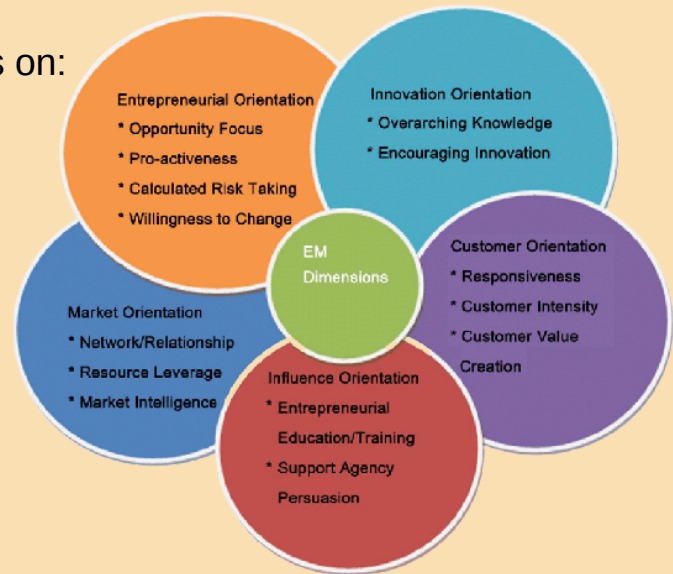 s on:
Entrepreneurial Orientation
* Opportunity Focus
* Pro-activeness
* Calculated Risk Taking
* Willingness to Change
Innovation Orientation
* Overarching Knowledge
* Encouraging Innovation
EM
Dimensions
Customer Orientation
* Responsiveness
* Customer Intensity
* Customer Value
Creation
Market Orientation
* Network/Relationship
* Resource Leverage
* Market Intelligence
Influence Orientation
* Entrepreneurial
Education/Training
* Support Agency
Persuasion